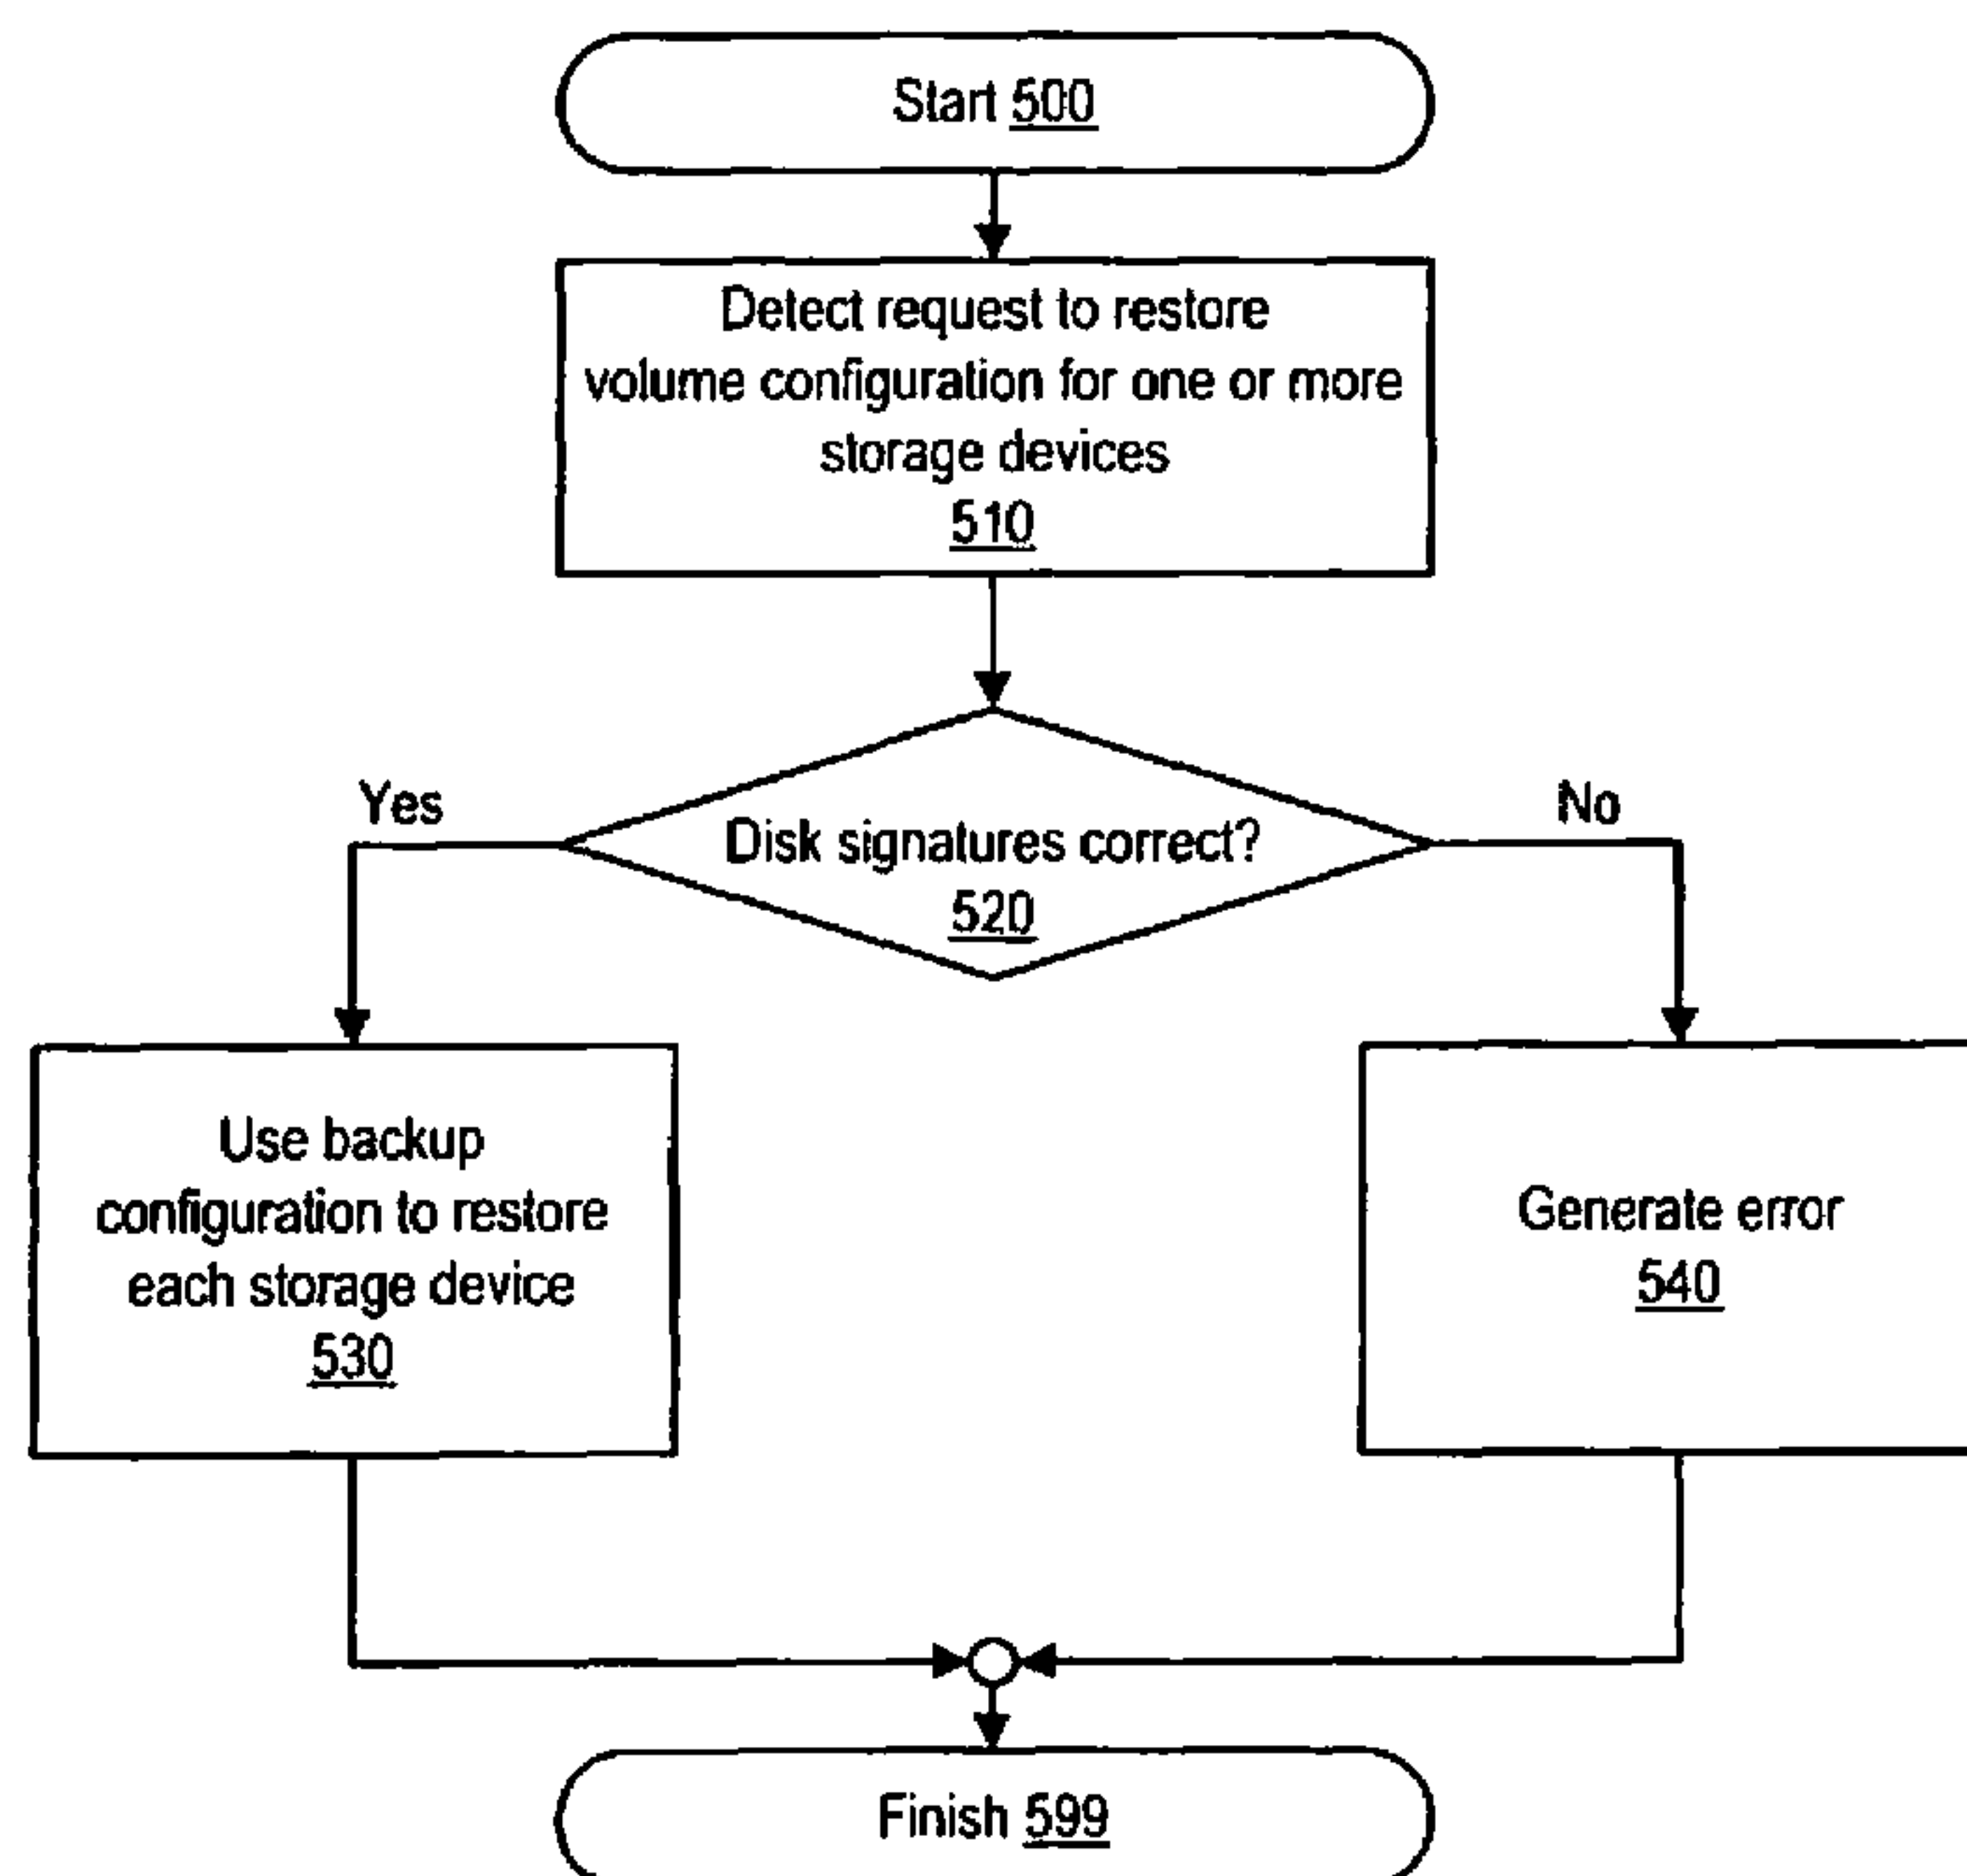 Start 500
Detect request to restore
volume configuration for one or more
storage devices
510
Yes
No
Disk signatures correct?
520
Use backup
configuration to restore
each storage device
530
Generate error
540
Finish 599